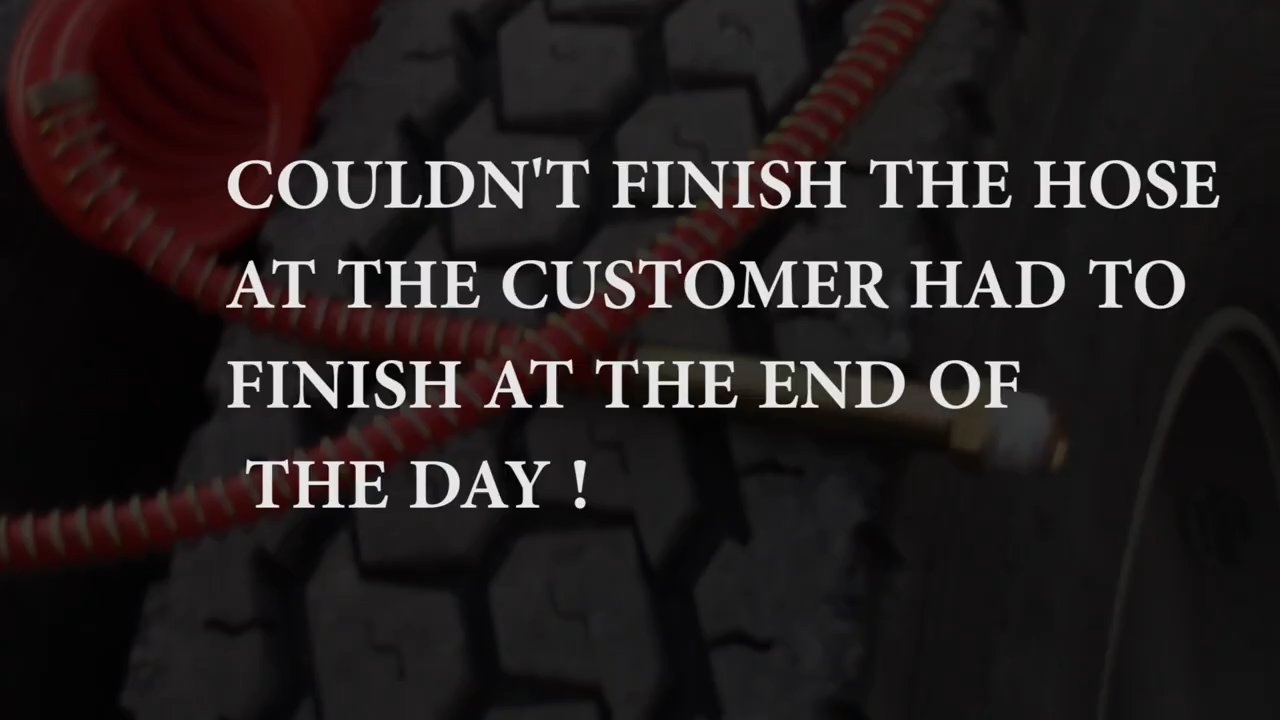 COULDN'T FINISH THE HOSE
AT THE CUSTOMER HAD TO
FINISH AT THE END OF
THE DAY !